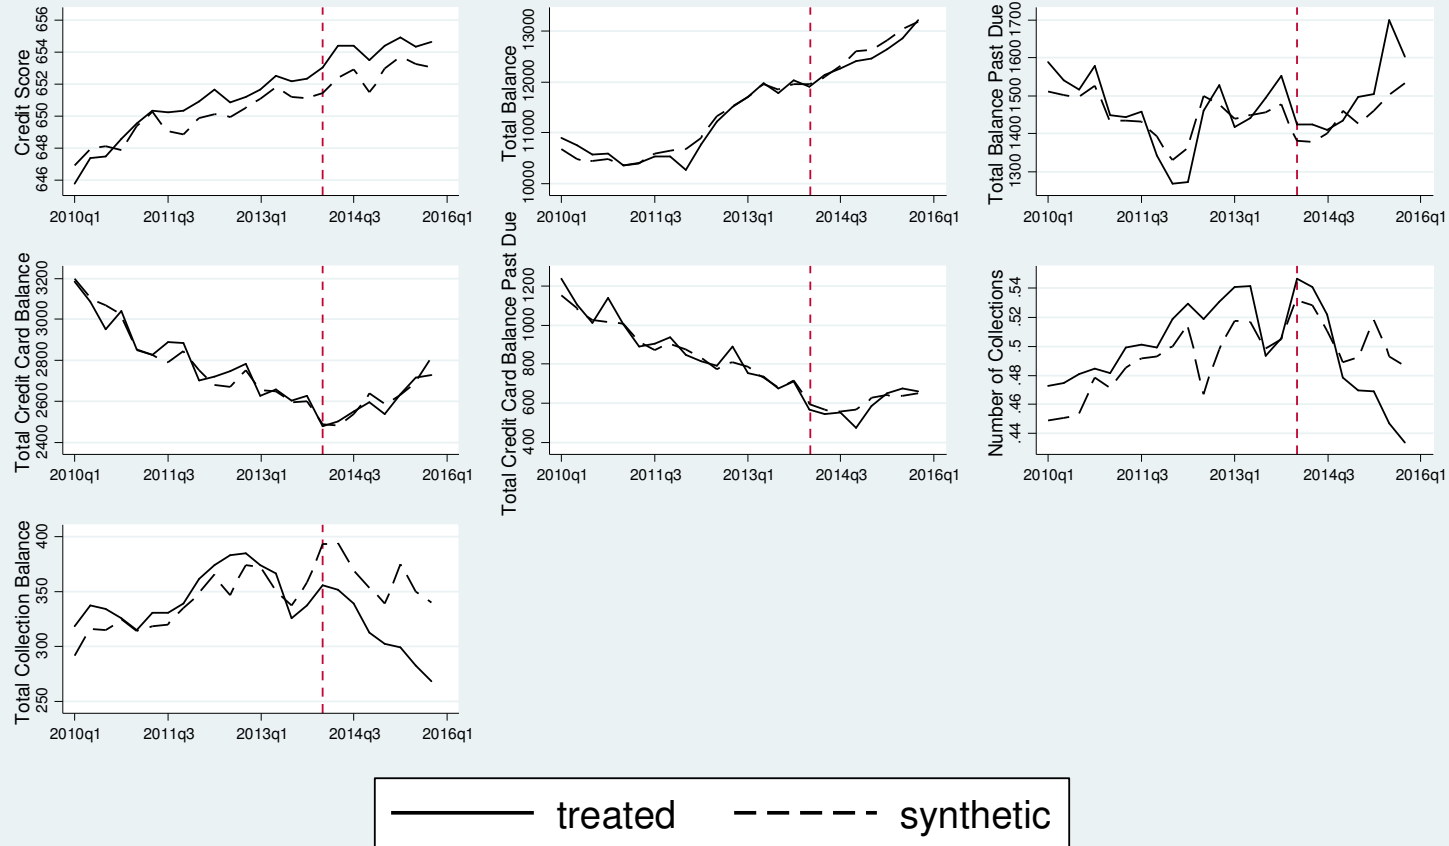 Credit Score
646 648 650 652 654 656
2010q1 2011q3 2013q1 2014q3 2016q1
Total Balance
10000 11000 12000 13000
2010q1 2011q3 2013q1 2014q3 2016q1
Total Balance Past Due
1300 1400 1500 1600 1700
2010q1 2011q3 2013q1 2014q3 2016q1
Total Credit Card Balance
2400 2600 2800 3000 3200
2010q1 2011q3 2013q1 2014q3 2016q1
Total Credit Card Balance Past Due
400 600 800 1000 1200
2010q1 2011q3 2013q1 2014q3 2016q1
Number of Collections
.44 .46 .48 .5 .52 .54
2010q1 2011q3 2013q1 2014q3 2016q1
Total Collection Balance
250 300 350 400
2010q1 2011q3 2013q1 2014q3 2016q1
treated synthetic